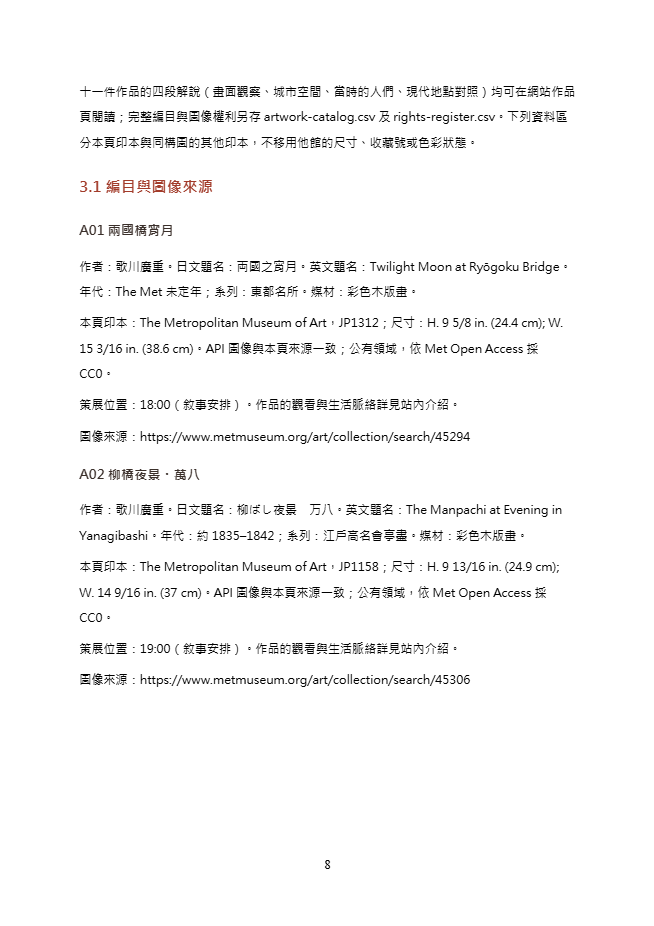 十一件作品的四段解說（畫面觀察、城市空間、當時的人們、現代地點對照）均可在網站作品
頁閱讀；完整編目與圖像權利另存 artwork-catalog.csv 及 rights-register.csv。下列資料區
分本頁印本與同構圖的其他印本，不移用他館的尺寸、收藏號或色彩狀態。
3.1 編目與圖像來源
A01 兩國橋宵月
作者：歌川廣重。日文題名：両國之宵月。英文題名：Twilight Moon at Ryōgoku Bridge。
年代：The Met 未定年；系列：東都名所。媒材：彩色木版畫。
本頁印本：The Metropolitan Museum of Art，JP1312；尺寸：H. 9 5/8 in. (24.4 cm); W.
15 3/16 in. (38.6 cm)。API 圖像與本頁來源一致；公有領域，依 Met Open Access 採
CC0。
策展位置：18:00（敘事安排）。作品的觀看與生活脈絡詳見站內介紹。
圖像來源：https://www.metmuseum.org/art/collection/search/45294
A02 柳橋夜景・萬八
作者：歌川廣重。日文題名：柳ばし夜景　万八。英文題名：The Manpachi at Evening in
Yanagibashi。年代：約 1835–1842；系列：江戶高名會亭盡。媒材：彩色木版畫。
本頁印本：The Metropolitan Museum of Art，JP1158；尺寸：H. 9 13/16 in. (24.9 cm);
W. 14 9/16 in. (37 cm)。API 圖像與本頁來源一致；公有領域，依 Met Open Access 採
CC0。
策展位置：19:00（敘事安排）。作品的觀看與生活脈絡詳見站內介紹。
圖像來源：https://www.metmuseum.org/art/collection/search/45306
8